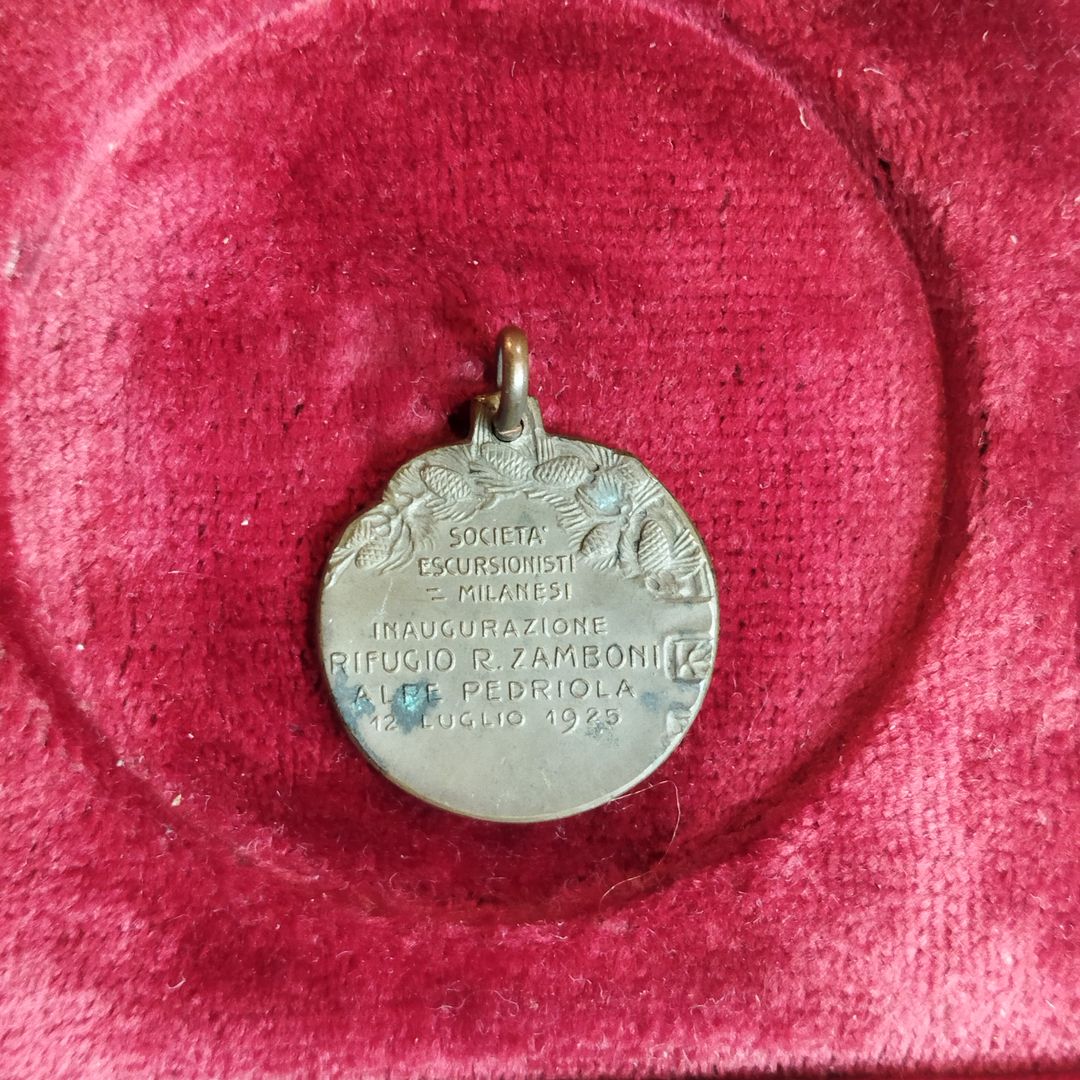 SOCIETA'
ESCURSIONISTI
= MILANESI
INAUGURAZIONE
RIFUGIO R. ZAMBONI
ALPE PEDRIOLA
12 LUGLIO 1925